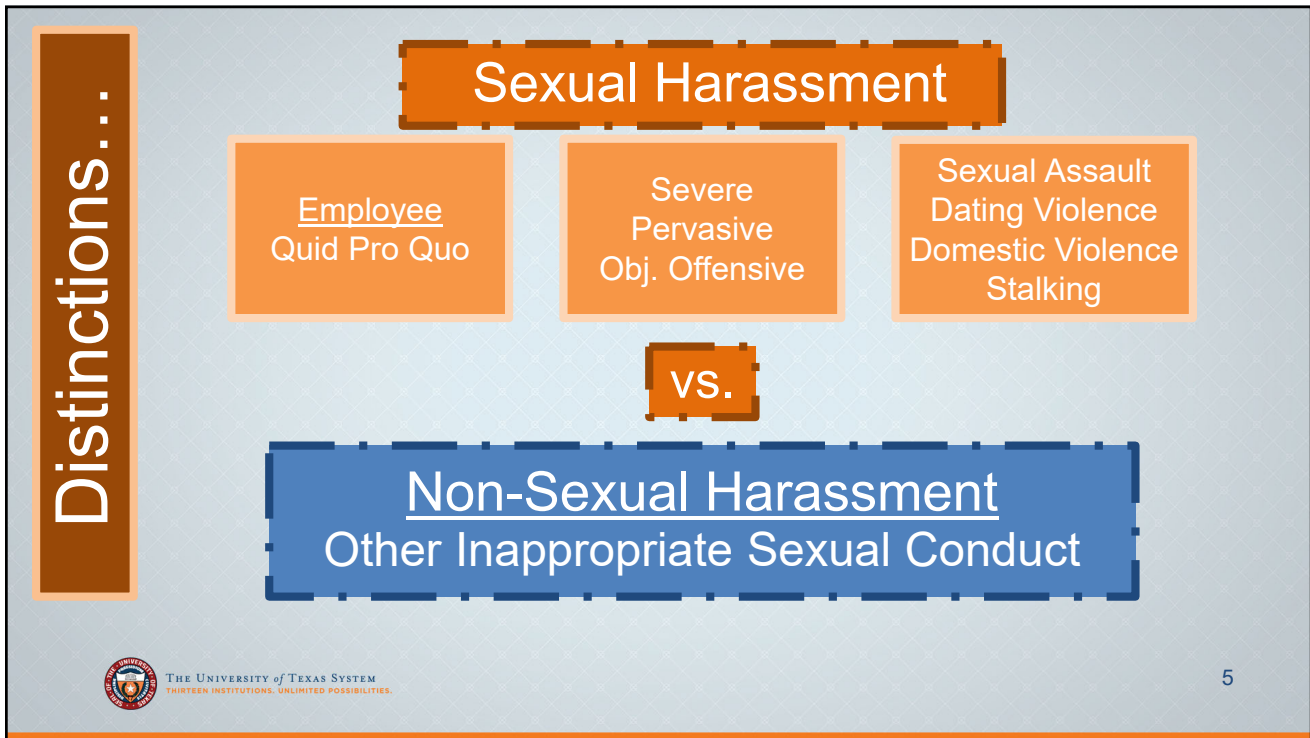 Distinctions...
Sexual Harassment
Employee
Quid Pro Quo
Severe
Pervasive
Obj. Offensive
Sexual Assault
Dating Violence
Domestic Violence
Stalking
vs.
Non-Sexual Harassment
Other Inappropriate Sexual Conduct
THE UNIVERSITY of TEXAS SYSTEM
THIRTEEN INSTITUTIONS. UNLIMITED POSSIBILITIES.
5